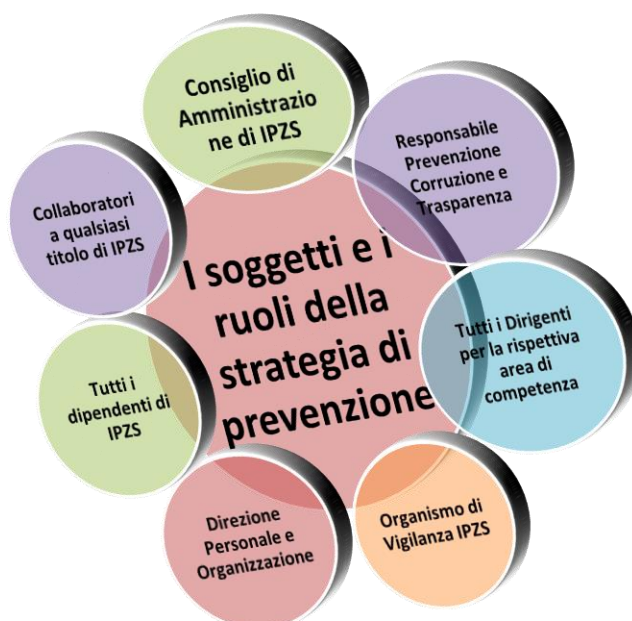 Consiglio di
Amministrazio
ne di IPZS
Responsabile
Prevenzione
Corruzione e
Trasparenza
Tutti i Dirigenti
per la rispettiva
area di
competenza
Organismo di
Vigilanza IPZS
Direzione
Personale e
Organizzazione
Tutti i
dipendenti di
IPZS
Collaboratori
a qualsiasi
titolo di IPZS
I soggetti e i
ruoli della
strategia di
prevenzione